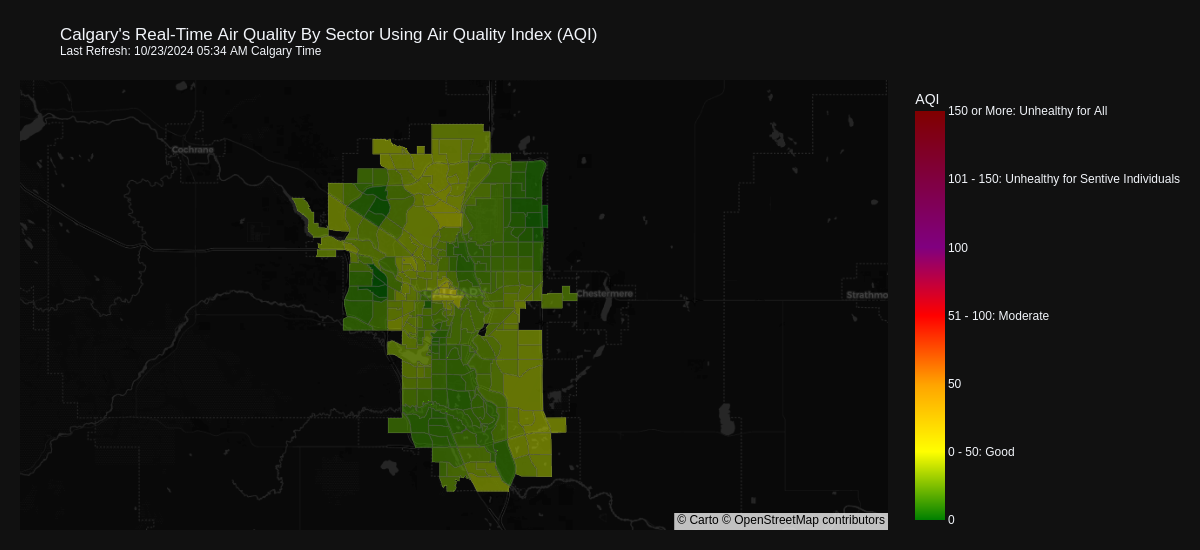 Calgary's Real-Time Air Quality By Sector Using Air Quality Index (AQI)
Last Refresh: 10/23/2024 05:34 AM Calgary Time
AQI
150 or More: Unhealthy for All
Cochrane
101 - 150: Unhealthy for Sentive Individuals
100
CALGARY
Chestermere
Strathmo
51 - 100: Moderate
50
0 - 50: Good
0
© Carto © OpenStreetMap contributors